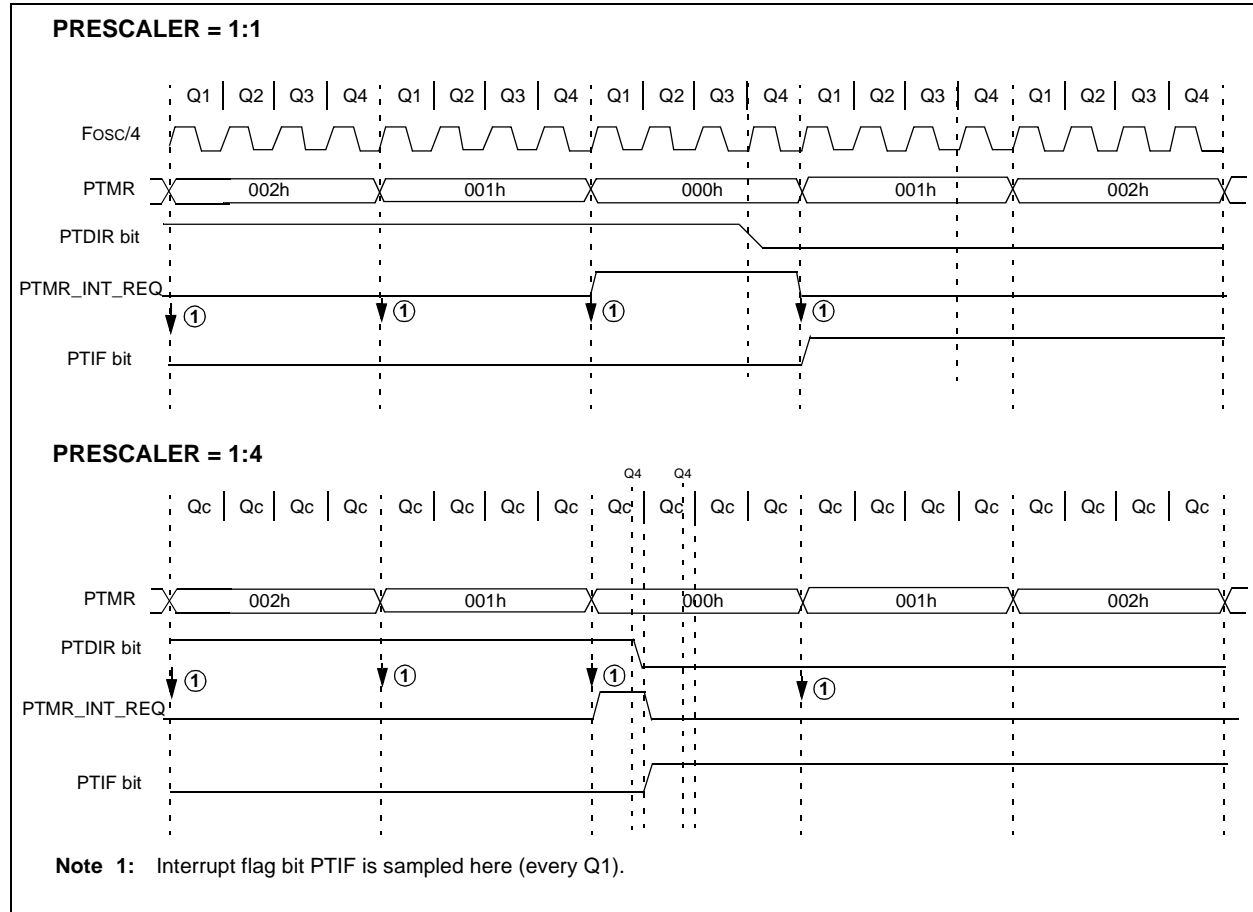 PRESCALER = 1:1
Q1 Q2 Q3 Q4 Q1 Q2 Q3 Q4 Q1 Q2 Q3 Q4 Q1 Q2 Q3 Q4 Q1 Q2 Q3 Q4
FOSC/4
PTMR 002h 001h 000h 001h 002h
PTDIR bit
PTMR_INT_REQ
1 1 1 1
PTIF bit
PRESCALER = 1:4
Q4 Q4
Qc Qc Qc Qc Qc Qc Qc Qc Qc Qc Qc Qc Qc Qc Qc Qc Qc Qc Qc Qc
PTMR 002h 001h 000h 001h 002h
PTDIR bit
1 1 1 1
PTMR_INT_REQ
PTIF bit
Note 1: Interrupt flag bit PTIF is sampled here (every Q1).